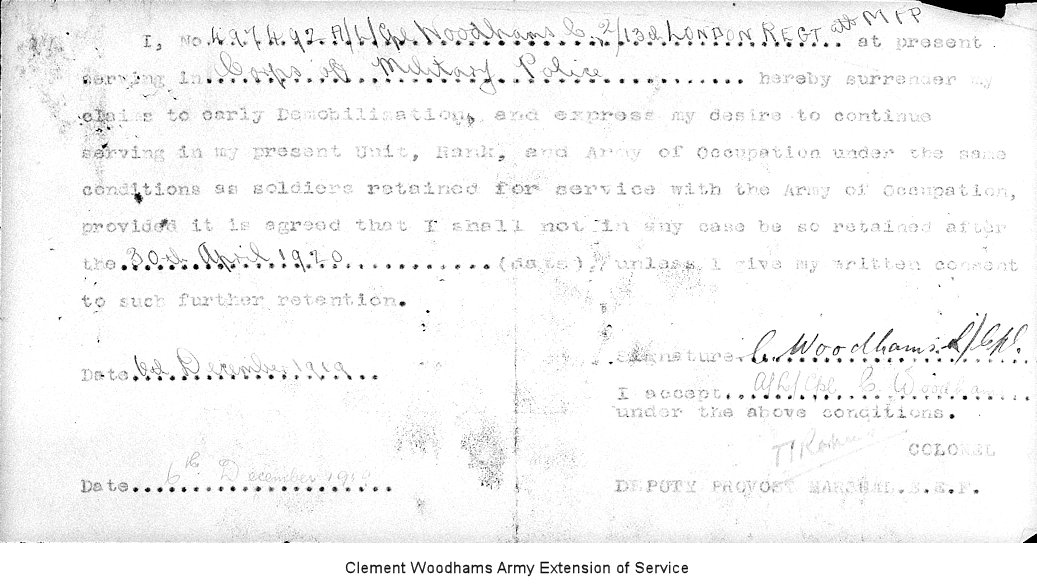 I, No. 497492 A/L/Cpl Woodhams C. 2/13d LONDON REGT att MTP at present
serving in Corps of Military Police hereby surrender my
claims to early Demobilisation, and express my desire to continue
serving in my present Unit, Rank, and Army of Occupation under the same
conditions as soldiers retained for service with the Army of Occupation,
provided it is agreed that I shall not in any case be so retained after
the 30th April 1920 (date), unless I give my written consent
to such further retention.
Signature C. Woodhams L/Cpl.
Date 6d December 1919
I accept A/L/Cpl C Woodhams
under the above conditions.
COLONEL
Date 6th December 1919
DEPUTY PROVOST MARSHAL. E.E.F.
Clement Woodhams Army Extension of Service